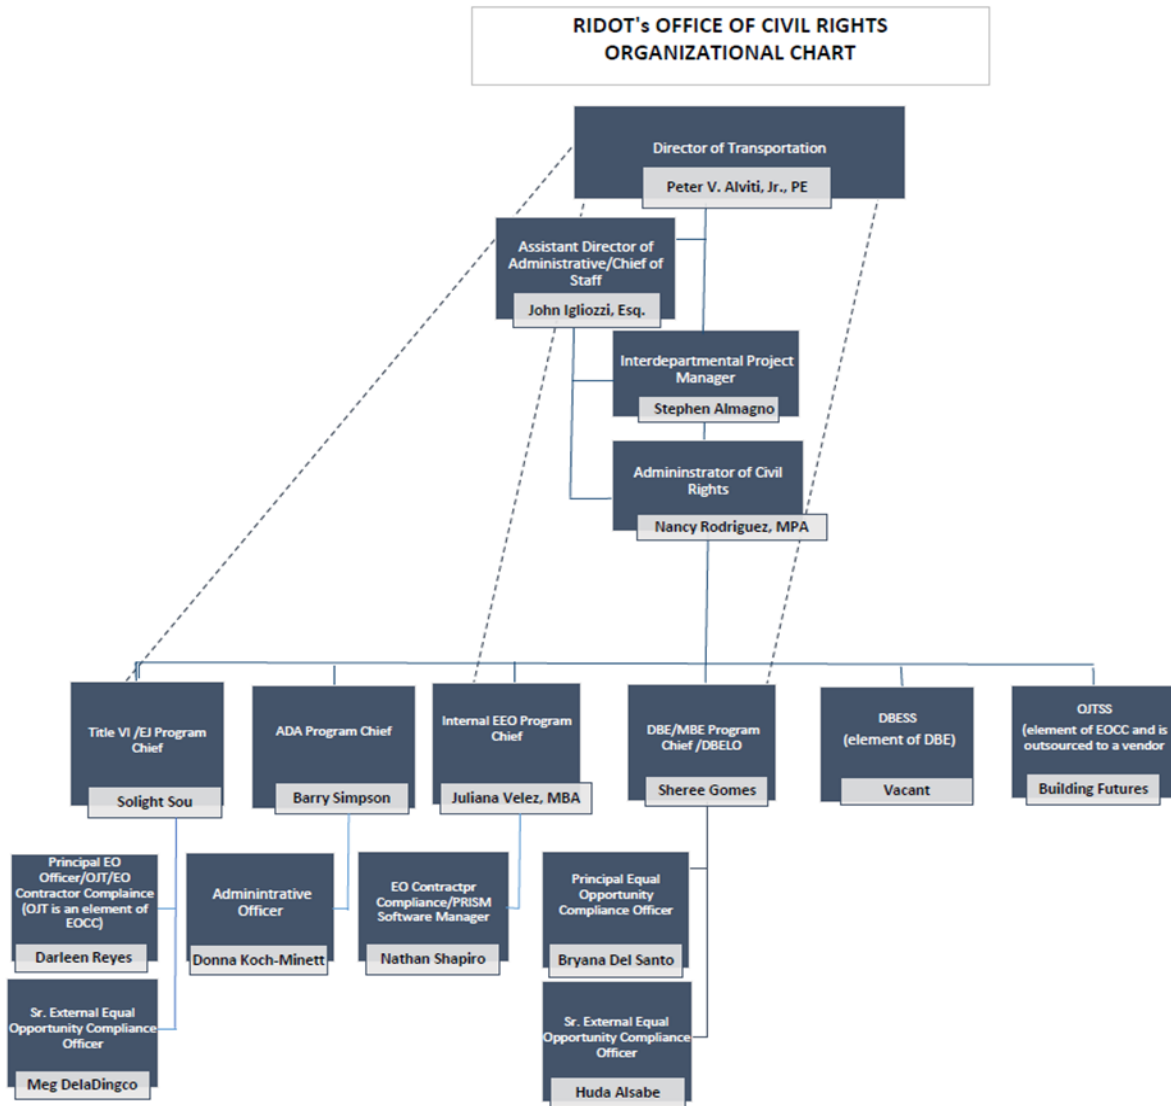 RIDOT's OFFICE OF CIVIL RIGHTS
ORGANIZATIONAL CHART
Director of Transportation
Peter V. Alviti, Jr., PE
Assistant Director of
Administrative/Chief of
Staff
John Igliozzi, Esq.
Interdepartmental Project
Manager
Stephen Almagno
Admininstrator of Civil
Rights
Nancy Rodriguez, MPA
Title VI /EJ Program
Chief
Solight Sou
ADA Program Chief
Barry Simpson
Internal EEO Program
Chief
Juliana Velez, MBA
DBE/MBE Program
Chief /DBELO
Sheree Gomes
DBESS
(element of DBE)
Vacant
OJTSS
(element of EOCC and is
outsourced to a vendor
Building Futures
Principal EO
Officer/OJT/EO
Contractor Complaince
(OJT is an element of
EOCC)
Darleen Reyes
Adminintrative
Officer
Donna Koch-Minett
EO Contractpr
Compliance/PRISM
Software Manager
Nathan Shapiro
Principal Equal
Opportunity
Compliance Officer
Bryana Del Santo
Sr. External Equal
Opportunity Compliance
Officer
Meg DelaDingco
Sr. External Equal
Opportunity Compliance
Officer
Huda Alsabe